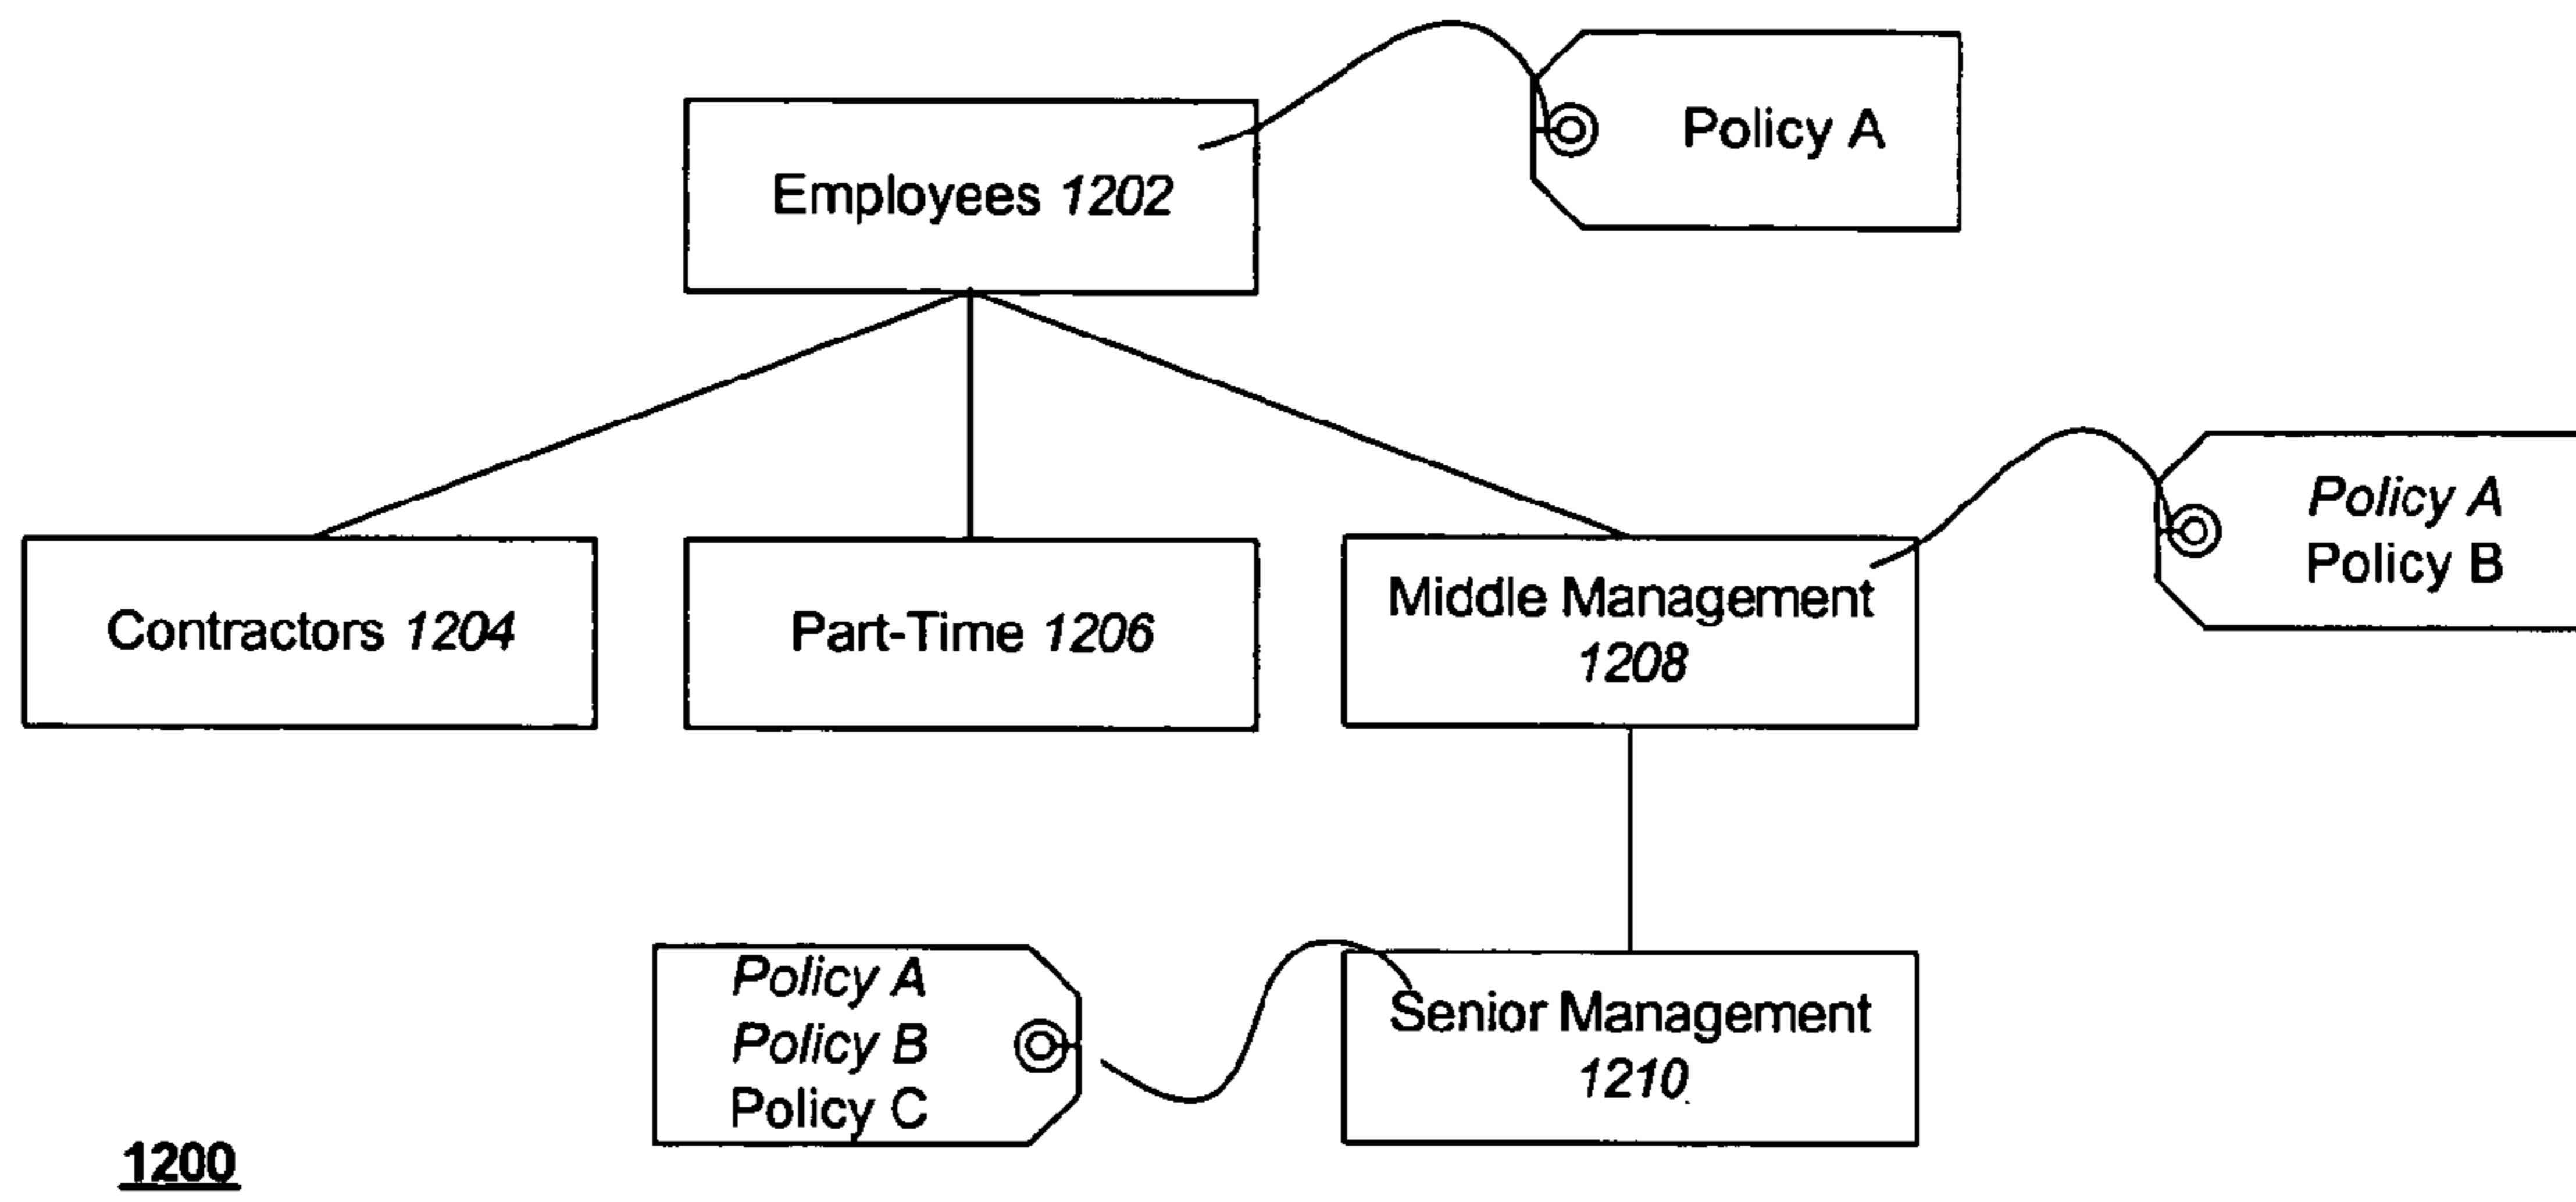 Policy A
Employees 1202
Policy A
Policy B
Contractors 1204
Part-Time 1206
Middle Management
1208
Policy A
Policy B
Policy C
Senior Management
1210
1200